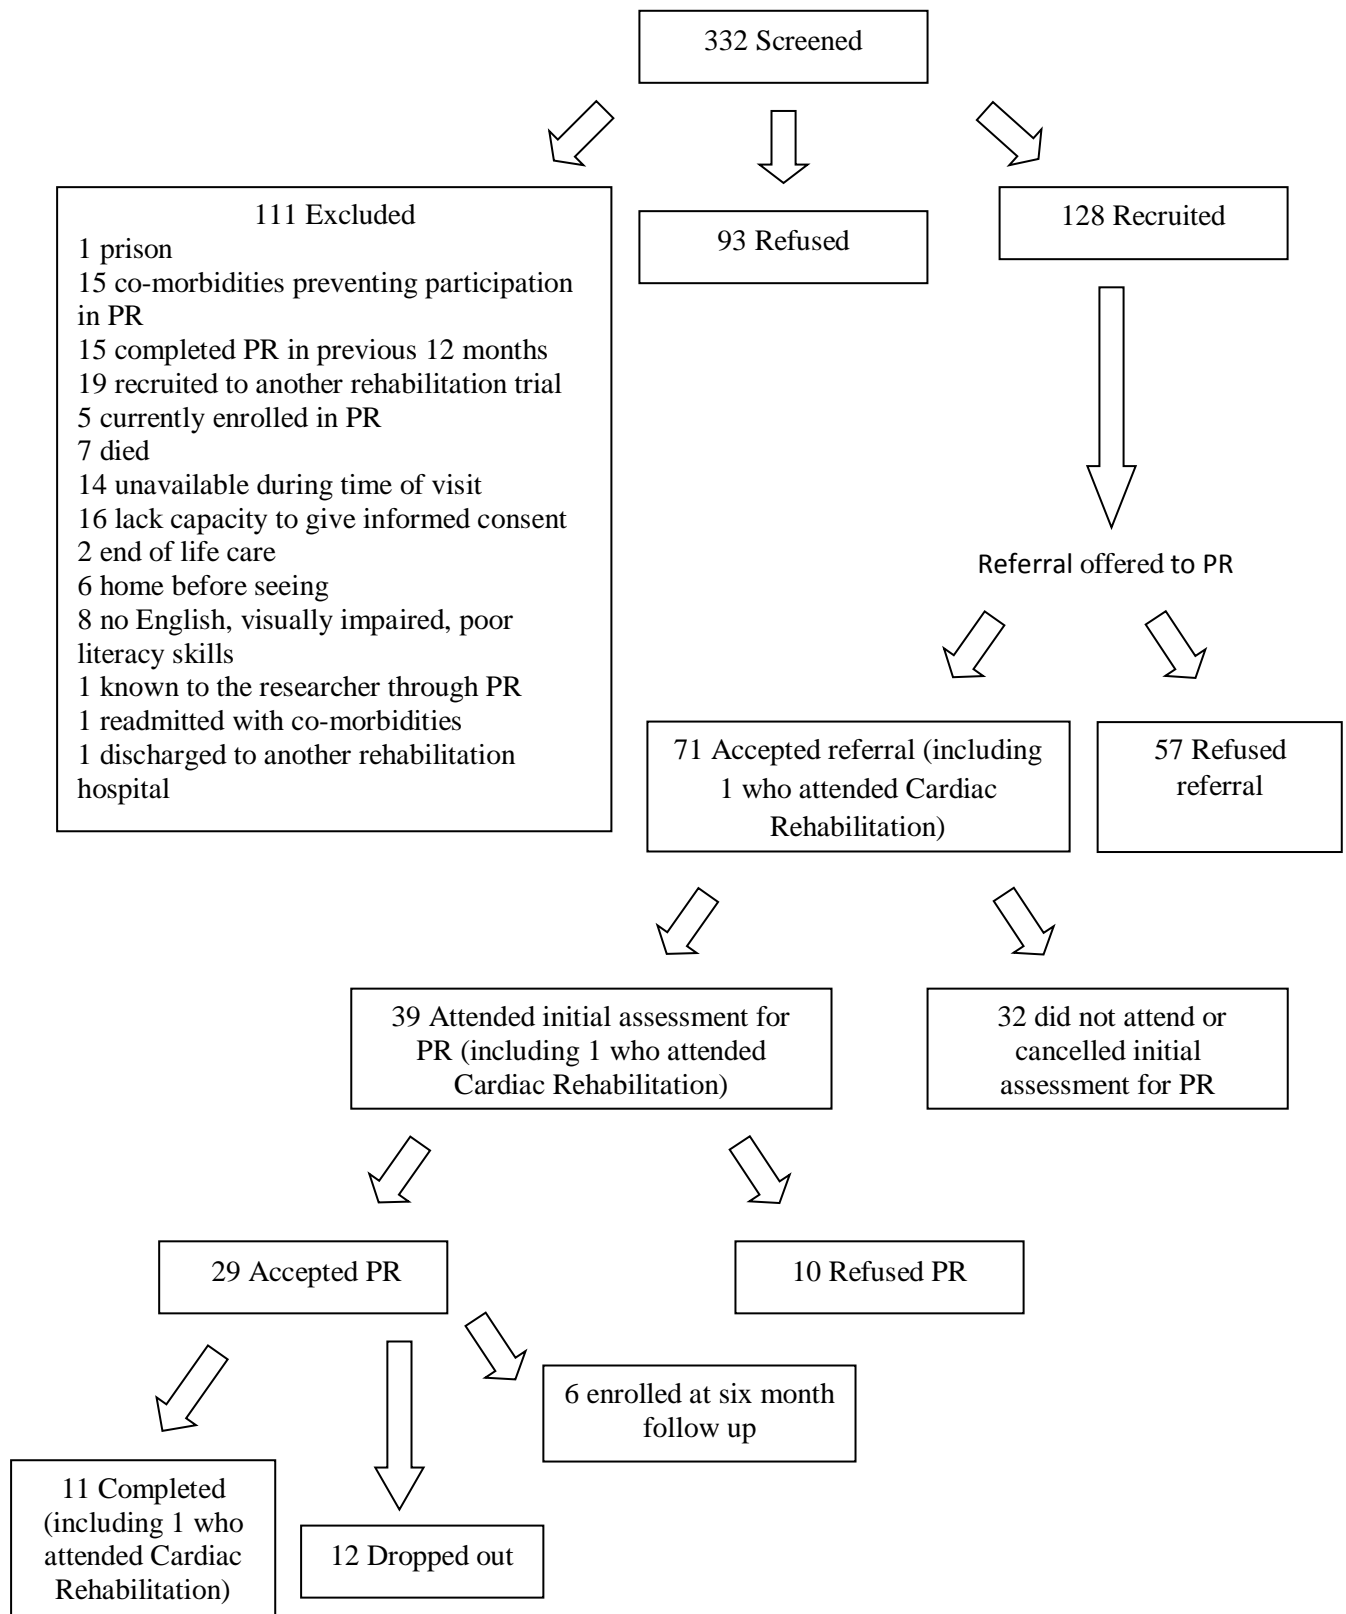 332 Screened
111 Excluded
1 prison
15 co-morbidities preventing participation
in PR
15 completed PR in previous 12 months
19 recruited to another rehabilitation trial
5 currently enrolled in PR
7 died
14 unavailable during time of visit
16 lack capacity to give informed consent
2 end of life care
6 home before seeing
8 no English, visually impaired, poor
literacy skills
1 known to the researcher through PR
1 readmitted with co-morbidities
1 discharged to another rehabilitation
hospital
93 Refused
128 Recruited
Referral offered to PR
71 Accepted referral (including
1 who attended Cardiac
Rehabilitation)
57 Refused
referral
39 Attended initial assessment for
PR (including 1 who attended
Cardiac Rehabilitation)
32 did not attend or
cancelled initial
assessment for PR
29 Accepted PR
10 Refused PR
6 enrolled at six month
follow up
11 Completed
(including 1 who
attended Cardiac
Rehabilitation)
12 Dropped out